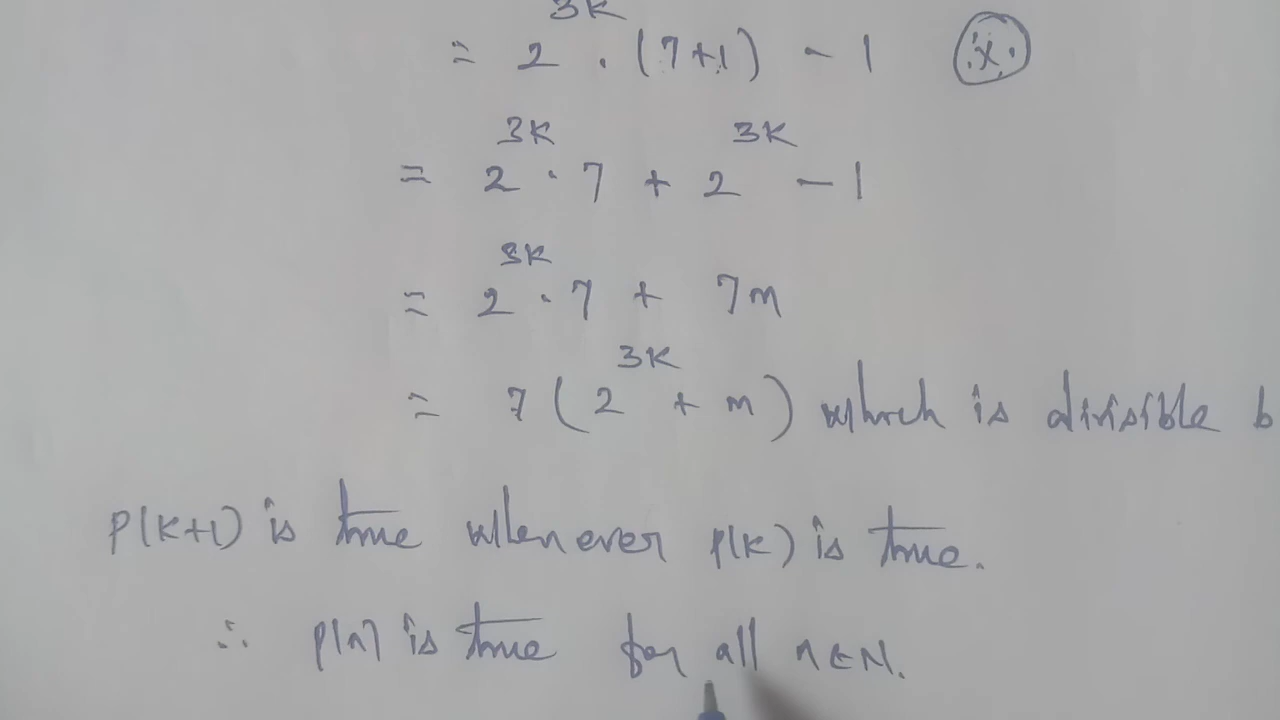 = 2^{3K} . (7+1) - 1 (x)
= 2^{3K} . 7 + 2^{3K} - 1
= 2^{3K} . 7 + 7m
= 7 ( 2^{3K} + m ) which is divisible b
P(K+1) is true whenever P(K) is true.
∴ P(n) is true for all n ∈ N.